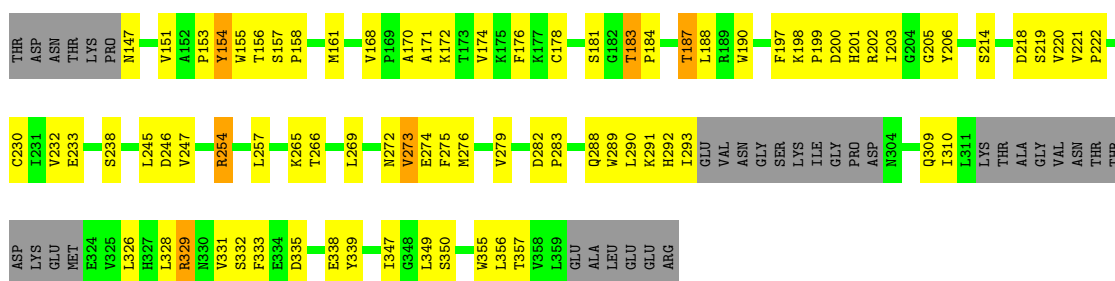 THR ASP ASN THR LYS PRO N147 V151 A152 P153 Y154 W155 T156 S157 P158 M161 V168 P169 A170 A171 K172 T173 V174 K175 F176 K177 C178 S181 G182 T183 P184 T187 L188 R189 W190 F197 K198 P199 D200 H201 R202 I203 G204 G205 Y206 S214 D218 S219 V220 V221 P222
C230 I231 V232 E233 S238 L245 D246 V247 R254 L257 K265 T266 L269 N272 V273 E274 F275 M276 V279 D282 P283 Q288 W289 L290 K291 H292 I293 GLU VAL ASN GLY SER LYS ILE GLY PRO ASP N304 Q309 I310 L311 LYS THR ALA GLY VAL ASN THR THR
ASP LYS GLU MET E324 V325 L326 H327 L328 R329 N330 V331 S332 F333 E334 D335 E338 Y339 I347 G348 L349 S350 W355 L356 T357 V358 L359 GLU ALA LEU GLU GLU ARG